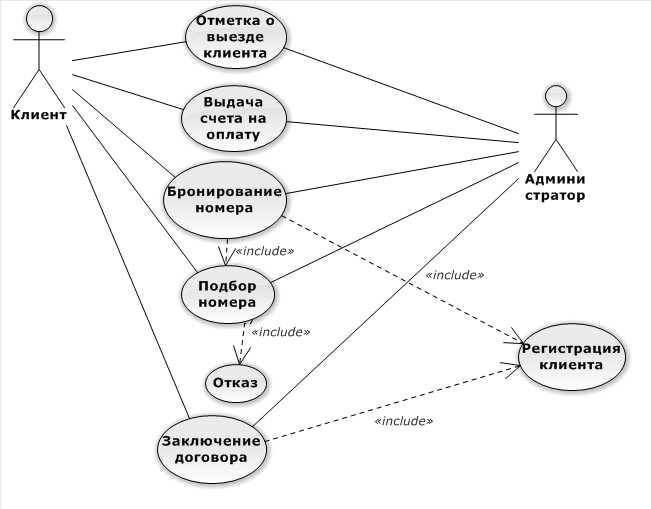 Отметка о
выезде
клиента
Клиент
Выдача
счета на
оплату
Админи
стратор
Бронирование
номера
«include»
«include»
Подбор
номера
«include»
Регистрация
клиента
Отказ
«include»
Заключение
договора